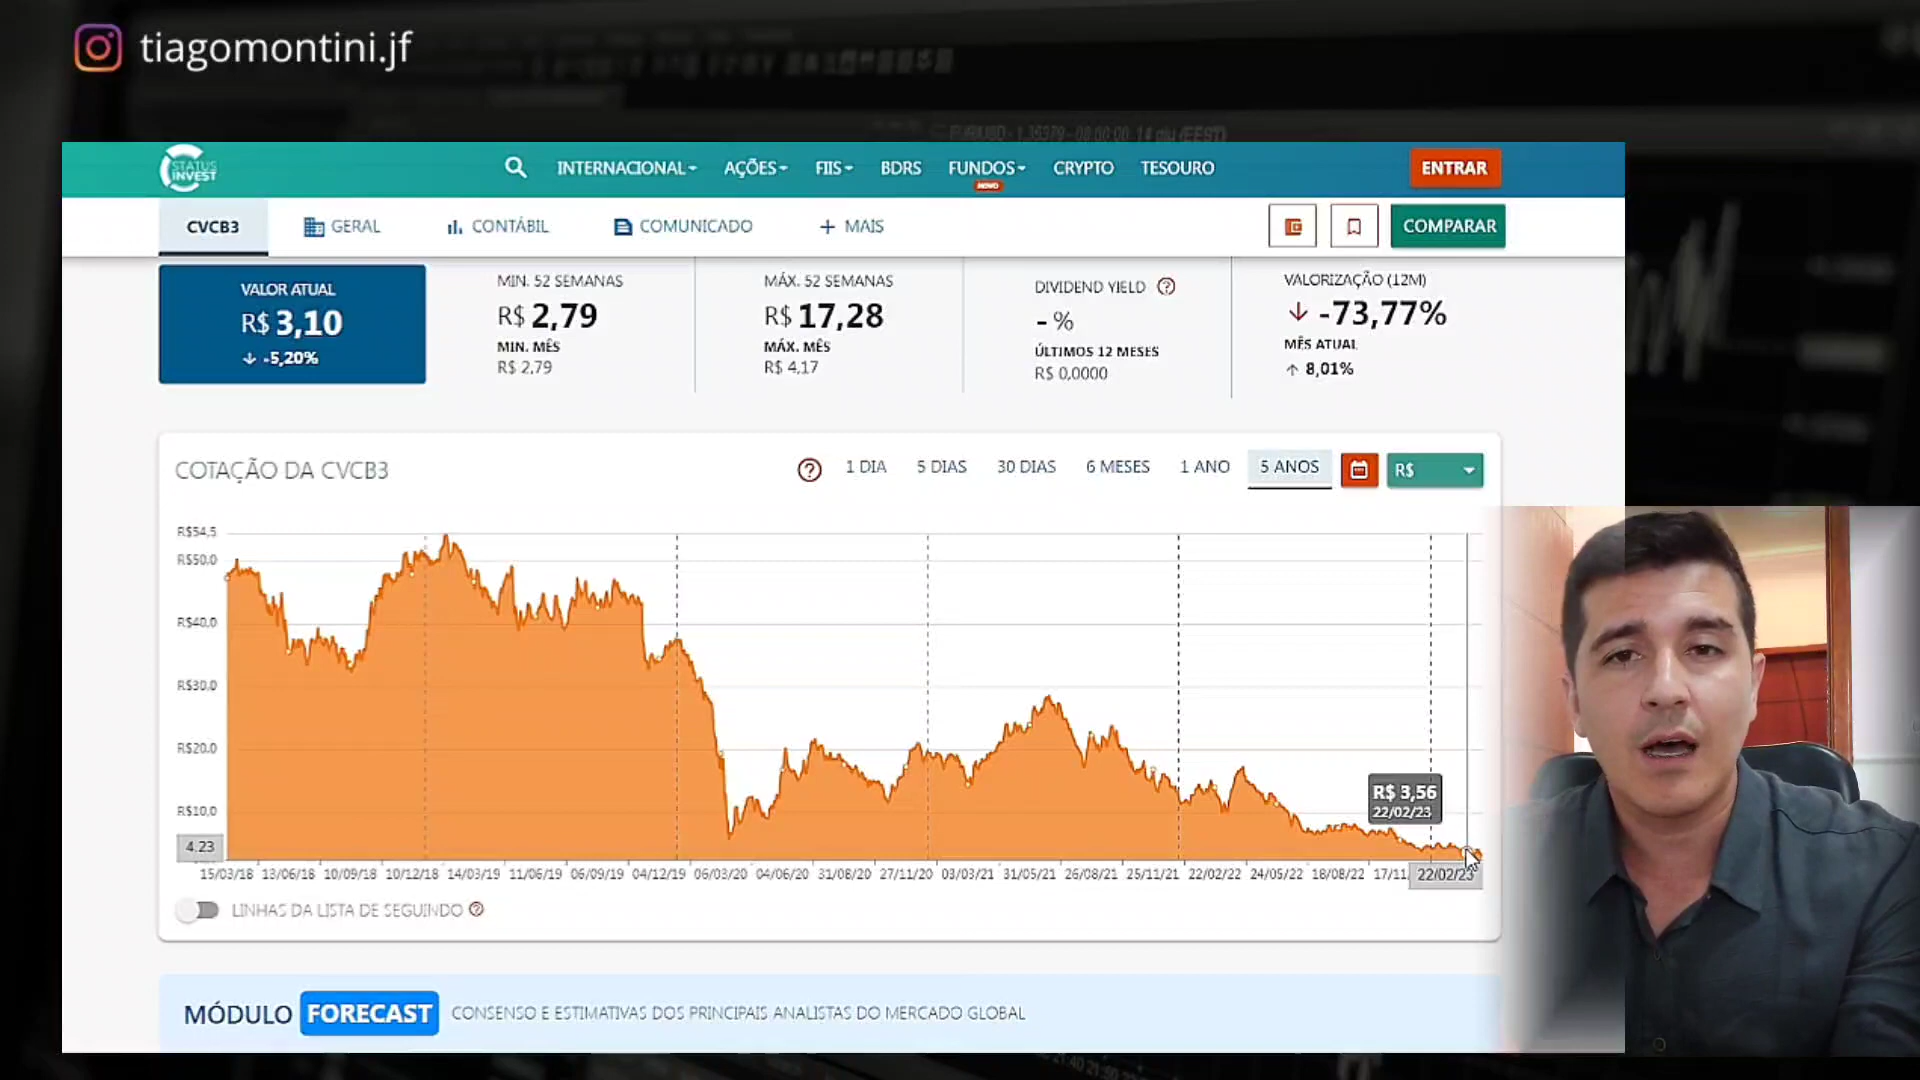 tiagomontini.jf
STATUS INVEST
INTERNACIONAL
AÇÕES
FIIS
BDRS
FUNDOS
NOVO
CRYPTO
TESOURO
ENTRAR
CVCB3
GERAL
CONTÁBIL
COMUNICADO
+ MAIS
COMPARAR
VALOR ATUAL
R$ 3,10
-5,20%
MIN. 52 SEMANAS
R$ 2,79
MIN. MÊS
R$ 2,79
MÁX. 52 SEMANAS
R$ 17,28
MÁX. MÊS
R$ 4,17
DIVIDEND YIELD
- %
ÚLTIMOS 12 MESES
R$ 0,0000
VALORIZAÇÃO (12M)
-73,77%
MÊS ATUAL
8,01%
COTAÇÃO DA CVCB3
1 DIA
5 DIAS
30 DIAS
6 MESES
1 ANO
5 ANOS
R$
R$54,5
R$50,0
R$40,0
R$30,0
R$20,0
R$10,0
4.23
R$ 3,56
22/02/23
15/03/18 13/06/18 10/09/18 10/12/18 14/03/19 11/06/19 06/09/19 04/12/19 06/03/20 04/06/20 31/08/20 27/11/20 03/03/21 31/05/21 26/08/21 25/11/21 22/02/22 24/05/22 18/08/22 17/11 22/02/23
LINHAS DA LISTA DE SEGUINDO
MÓDULO FORECAST CONSENSO E ESTIMATIVAS DOS PRINCIPAIS ANALISTAS DO MERCADO GLOBAL